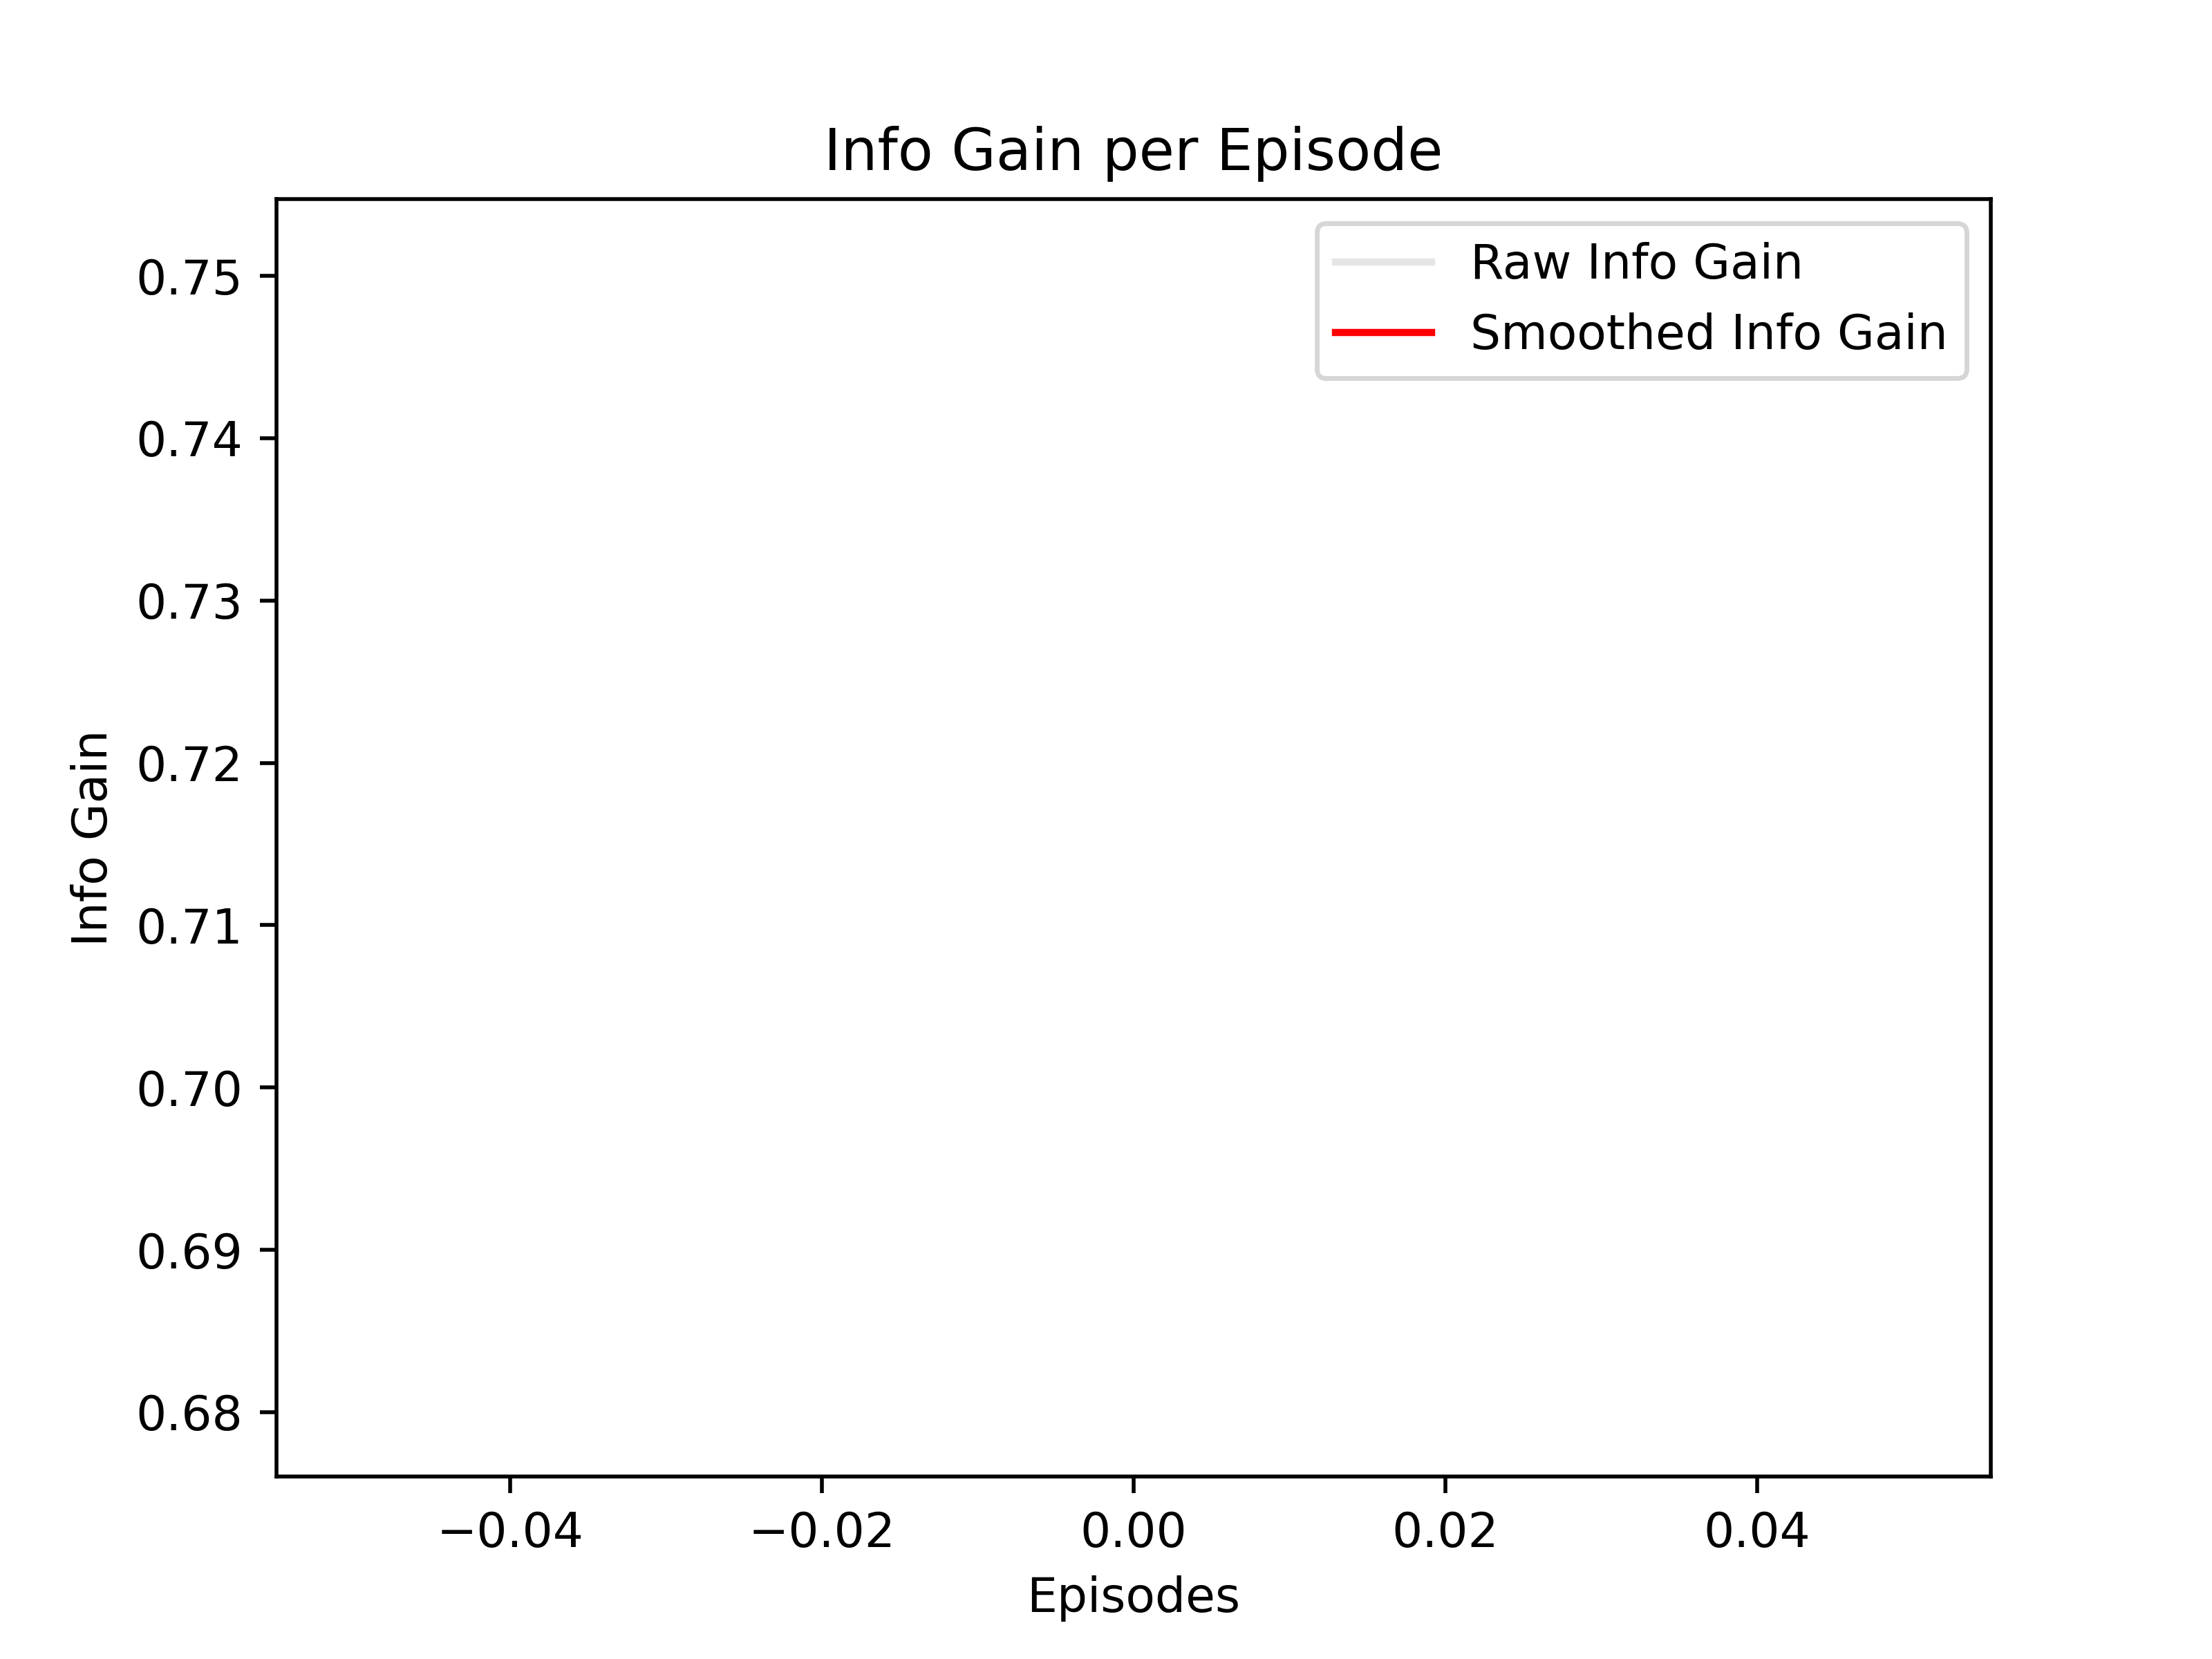 Info Gain per Episode
Raw Info Gain
Smoothed Info Gain
0.75
0.74
0.73
0.72
0.71
0.70
0.69
0.68
Info Gain
−0.04 −0.02 0.00 0.02 0.04
Episodes